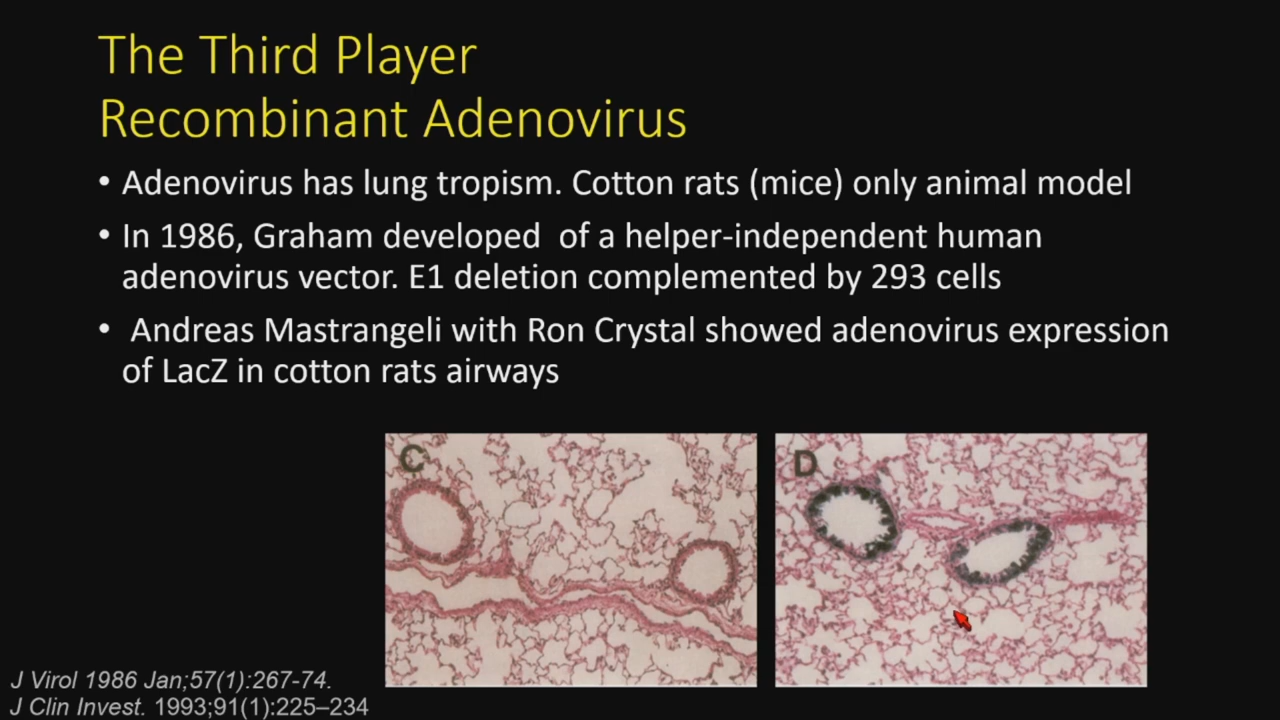 The Third Player
Recombinant Adenovirus
• Adenovirus has lung tropism. Cotton rats (mice) only animal model
• In 1986, Graham developed  of a helper-independent human
adenovirus vector. E1 deletion complemented by 293 cells
• Andreas Mastrangeli with Ron Crystal showed adenovirus expression
of LacZ in cotton rats airways
C
D
J Virol 1986 Jan;57(1):267-74.
J Clin Invest. 1993;91(1):225–234